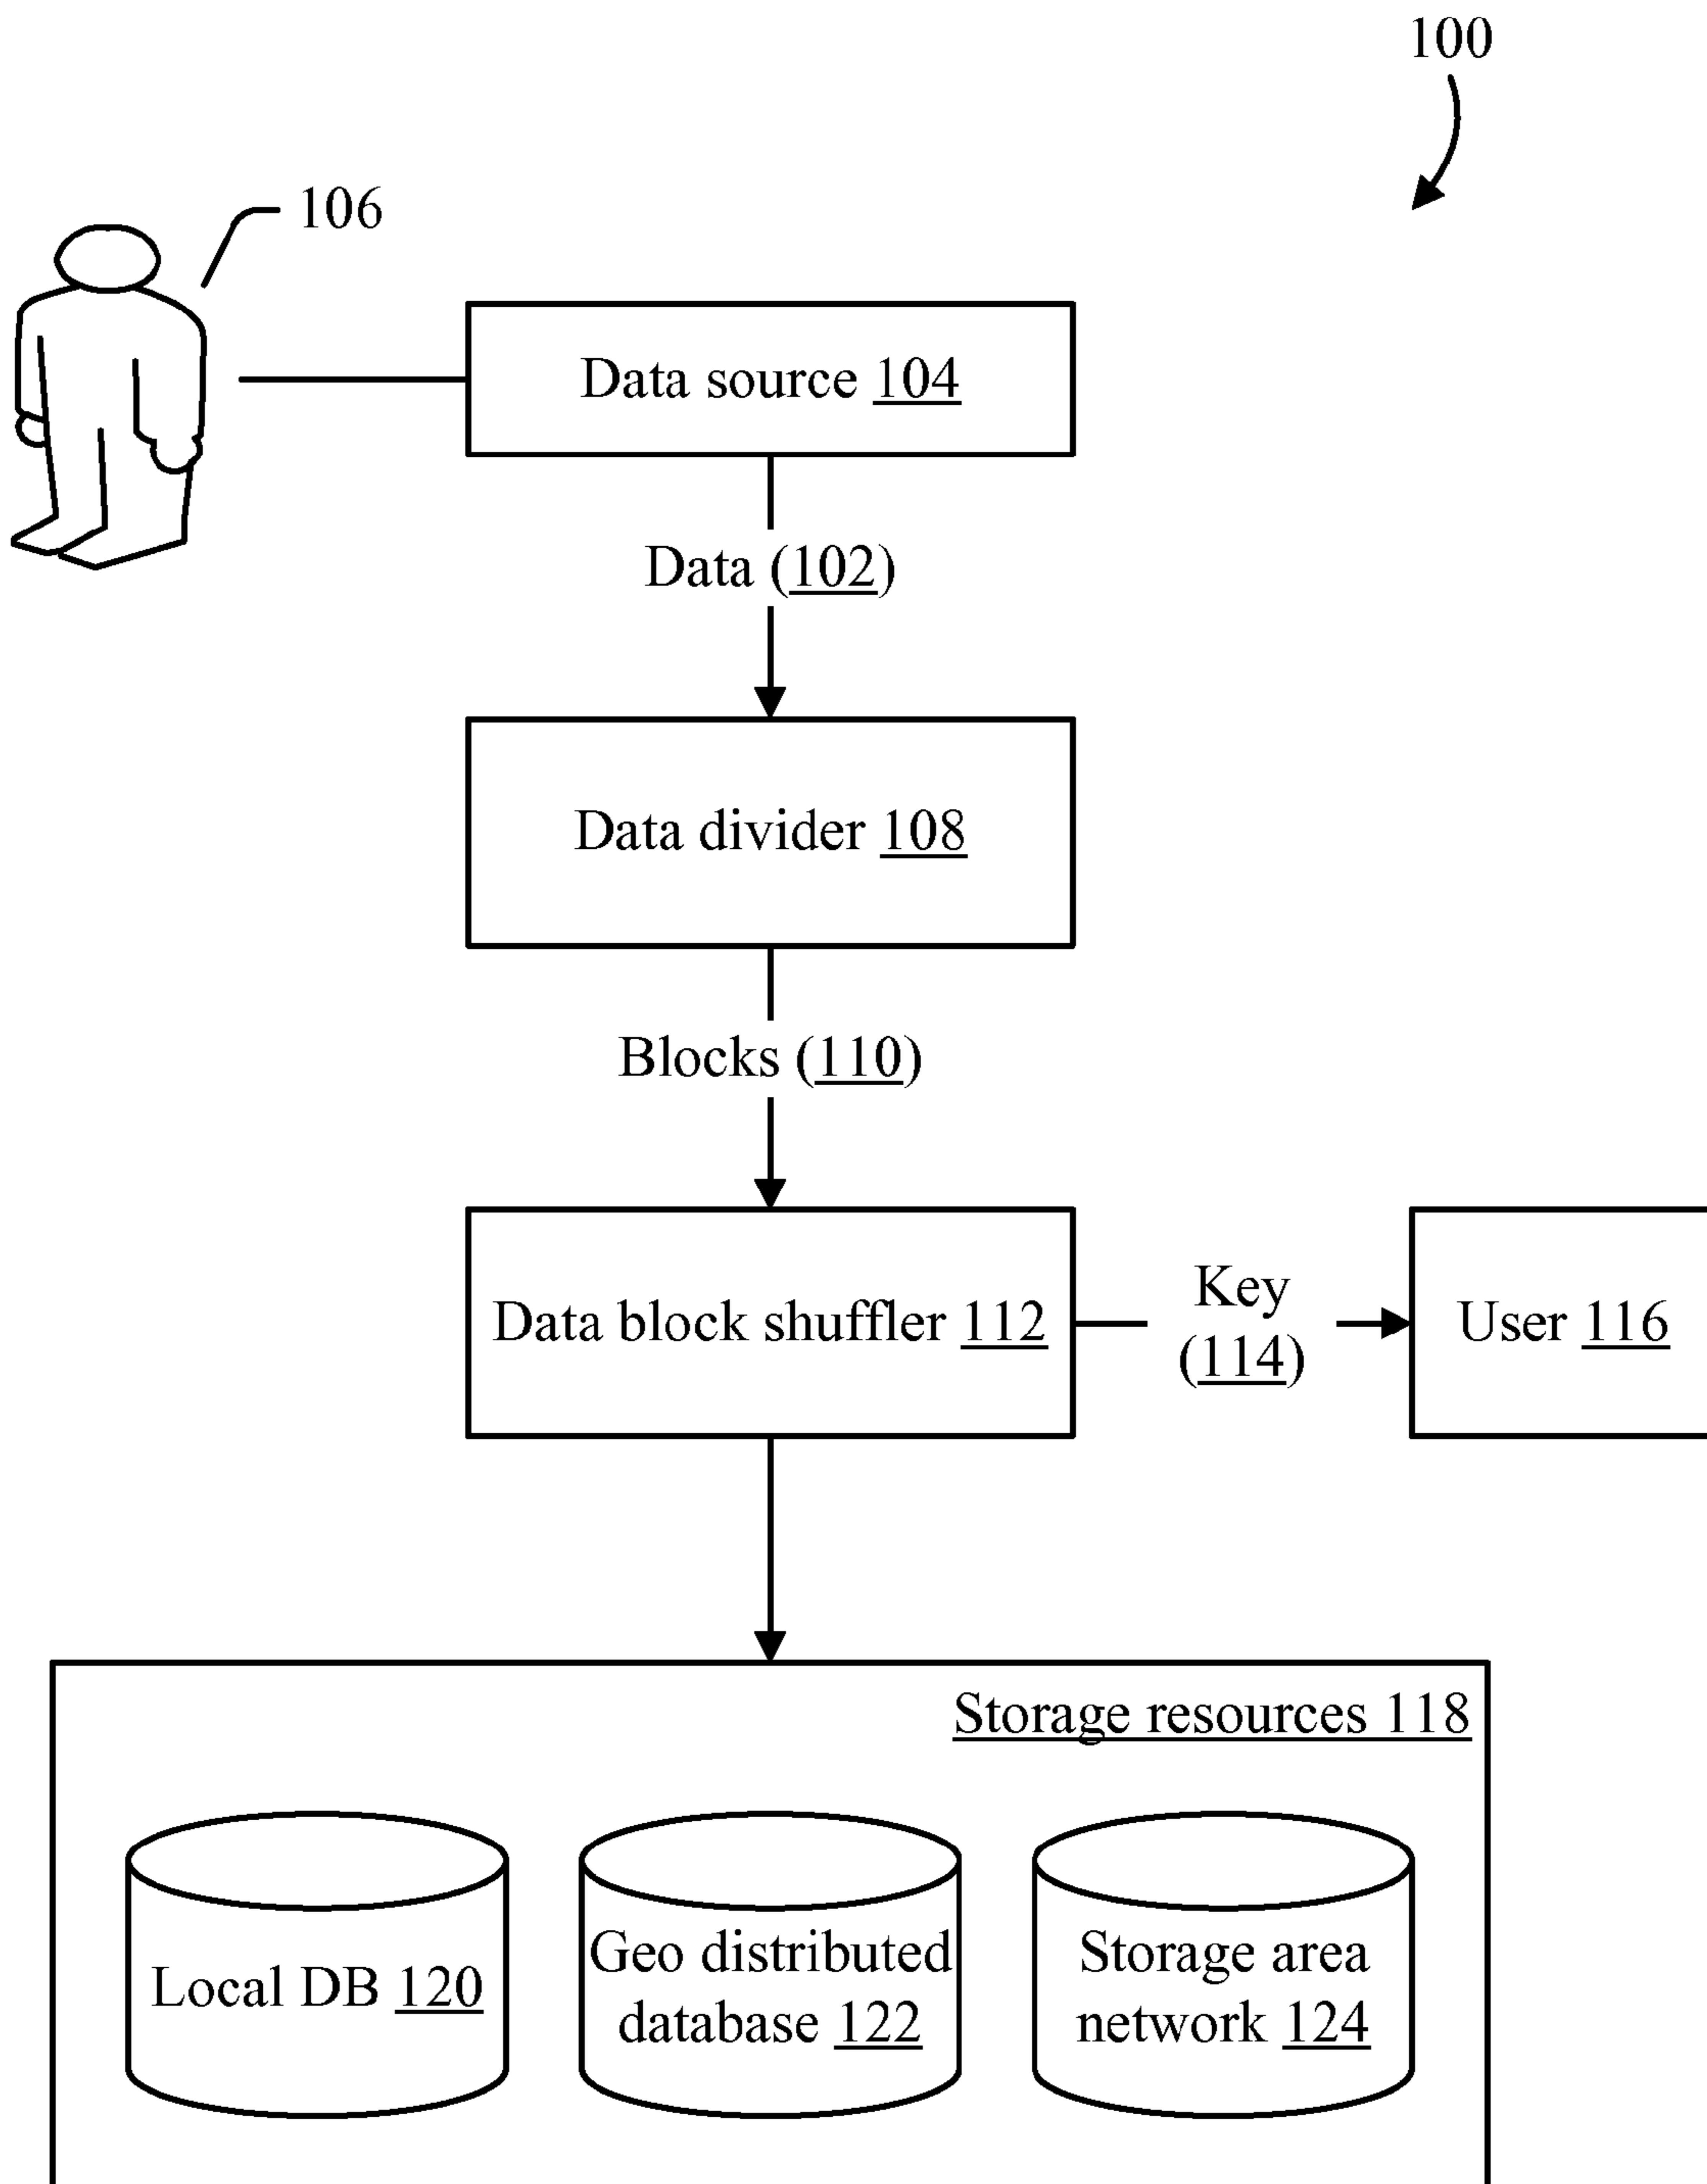 100
106
Data source 104
Data (102)
Data divider 108
Blocks (110)
Data block shuffler 112
Key
(114)
User 116
Storage resources 118
Local DB 120
Geo distributed
database 122
Storage area
network 124